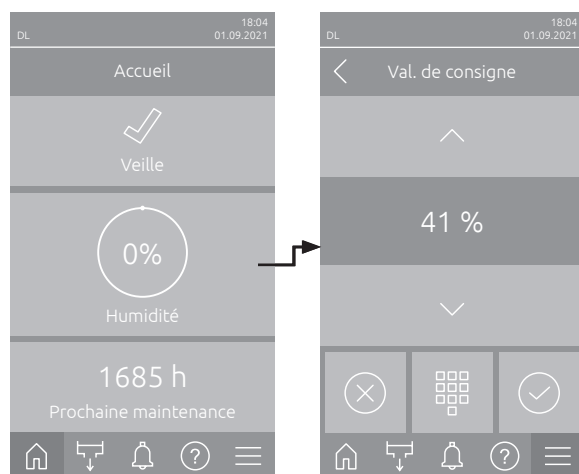 18:04
DL 01.09.2021
Accueil
Veille
0%
Humidité
1685 h
Prochaine maintenance
?
18:04
DL 01.09.2021
Val. de consigne
41 %
?